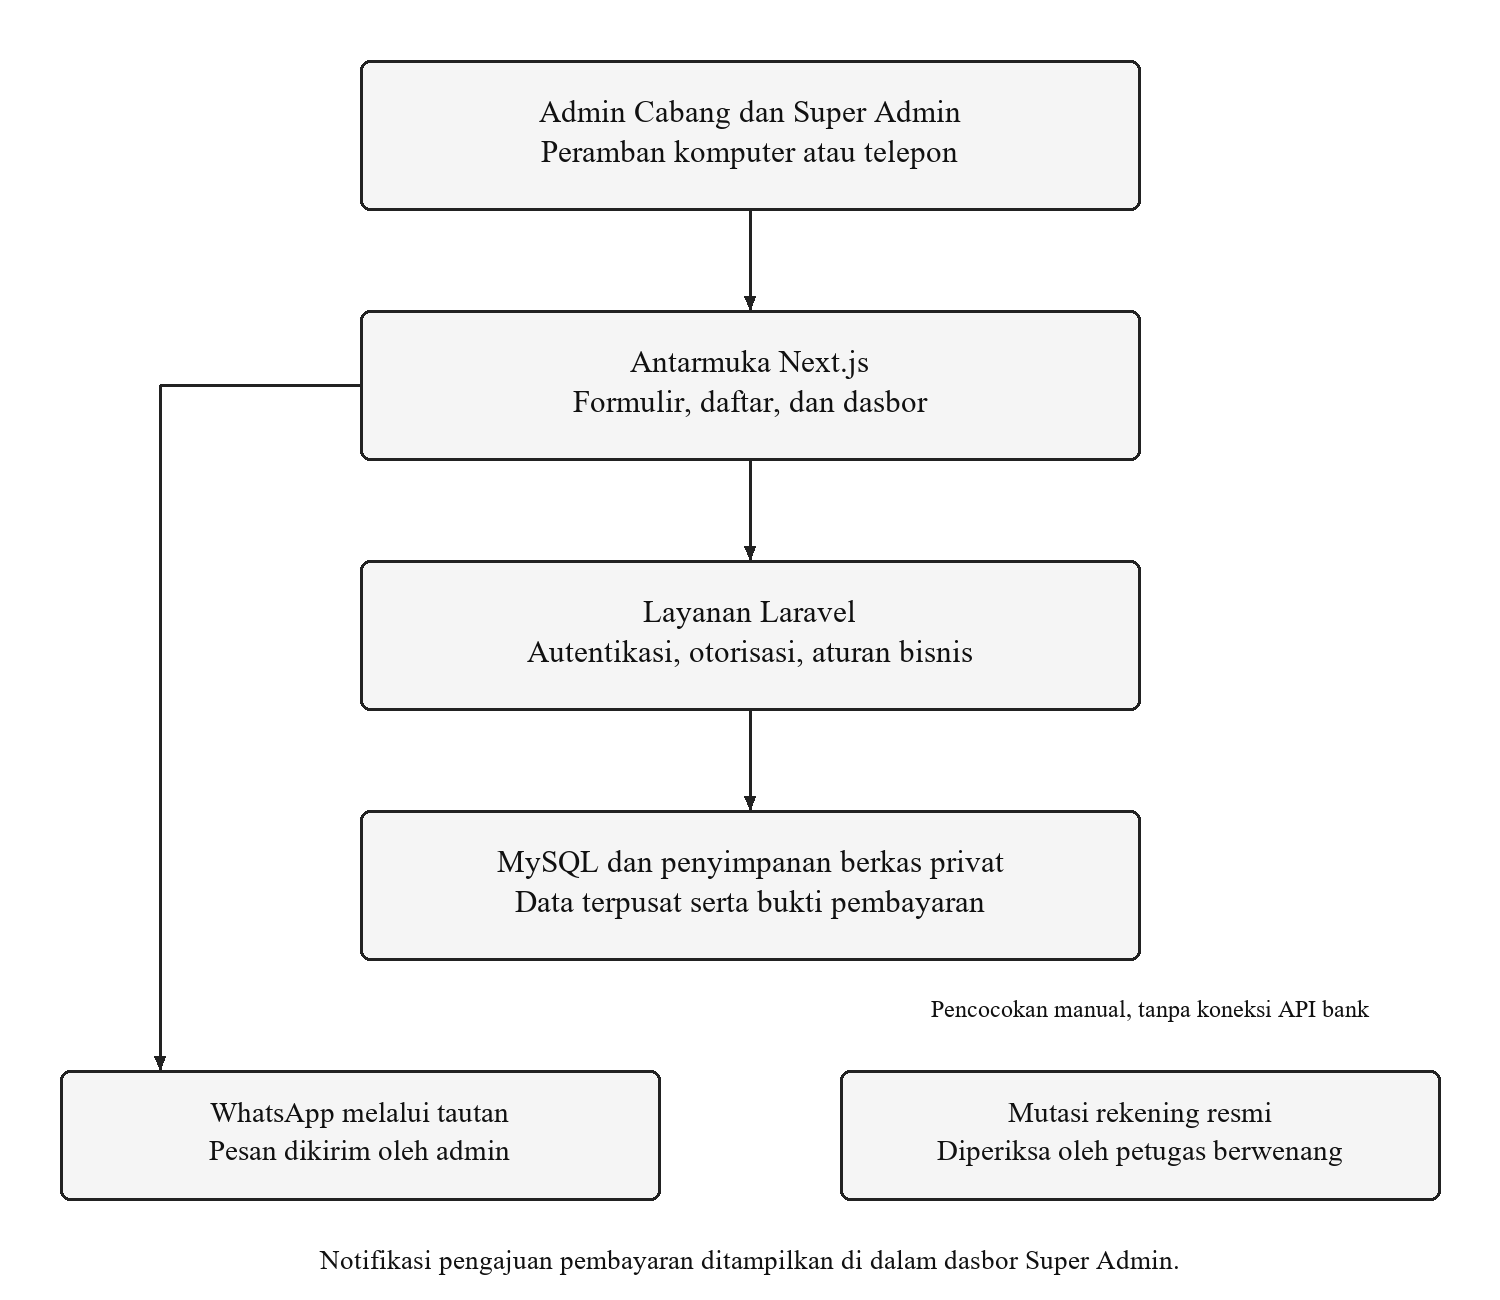 Admin Cabang dan Super Admin
Peramban komputer atau telepon
Antarmuka Next.js
Formulir, daftar, dan dasbor
Layanan Laravel
Autentikasi, otorisasi, aturan bisnis
MySQL dan penyimpanan berkas privat
Data terpusat serta bukti pembayaran
Pencocokan manual, tanpa koneksi API bank
WhatsApp melalui tautan
Pesan dikirim oleh admin
Mutasi rekening resmi
Diperiksa oleh petugas berwenang
Notifikasi pengajuan pembayaran ditampilkan di dalam dasbor Super Admin.